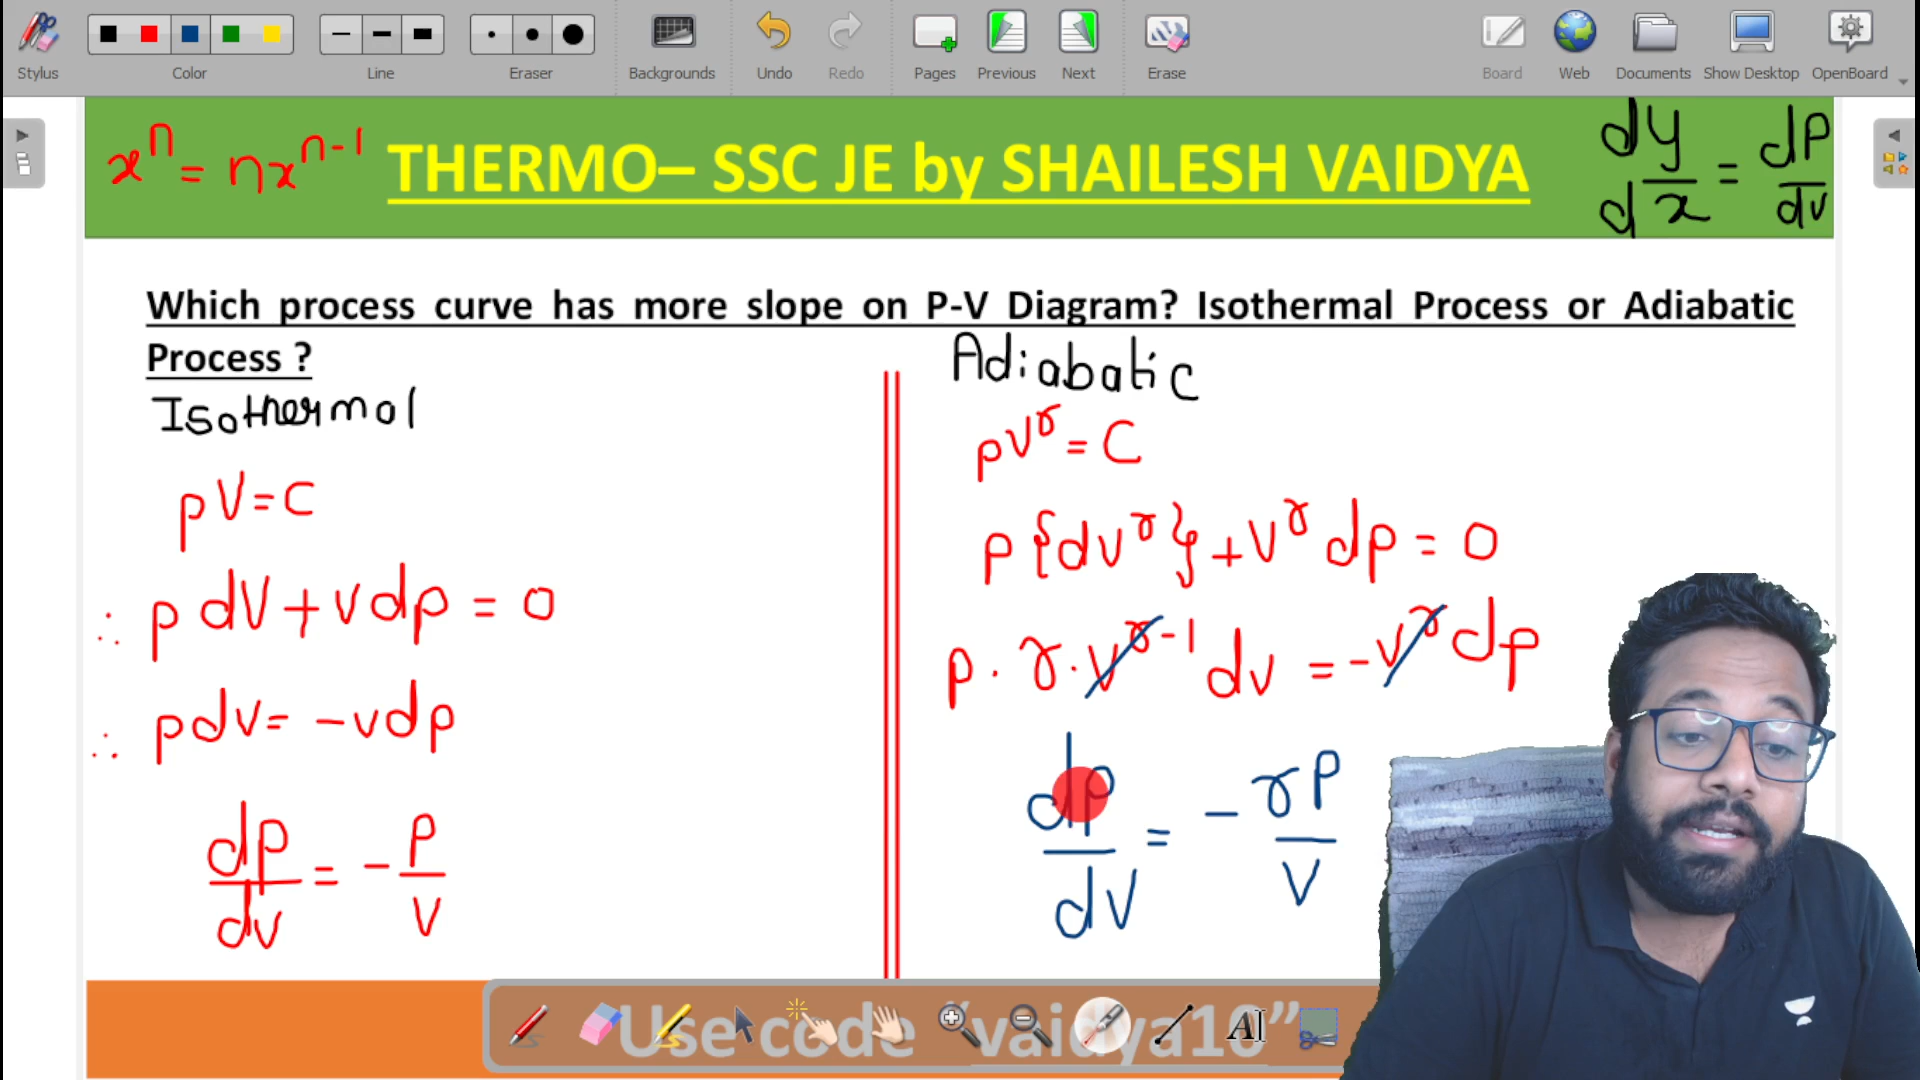 Stylus
Color
Line
Eraser
Backgrounds
Undo
Redo
Pages
Previous
Next
Erase
Board
Web
Documents
Show Desktop
OpenBoard
x^n = nx^{n-1}
THERMO– SSC JE by SHAILESH VAIDYA
dy/dx = dP/dv
Which process curve has more slope on P-V Diagram? Isothermal Process or Adiabatic
Process ?
Isothermal
pV = C
∴ p dV + vdp = 0
∴ pdv = -vdp
dp/dv = - P/v
Adiabatic
pV^γ = C
p{dv^γ} + v^γ dp = 0
p · γ · v^{γ-1} dv = -v^γ dp
dp/dV = - γP/V
Use code “vaidya10”
AI